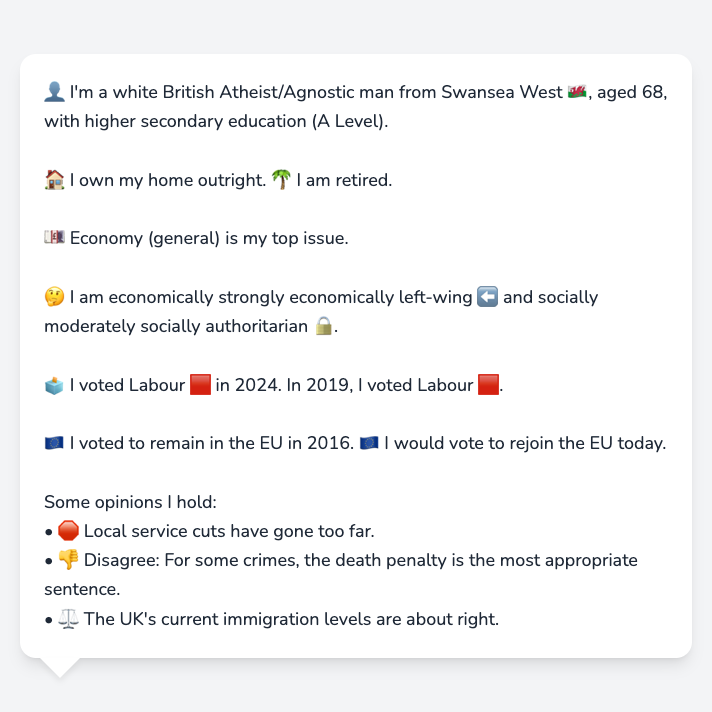 👤 I'm a white British Atheist/Agnostic man from Swansea West 🏴󠁧󠁢󠁷󠁬󠁳󠁿, aged 68,
with higher secondary education (A Level).
🏠 I own my home outright. 🌴 I am retired.
💷 Economy (general) is my top issue.
🤔 I am economically strongly economically left-wing ⬅️ and socially
moderately socially authoritarian 🔒.
🗳️ I voted Labour 🟥 in 2024. In 2019, I voted Labour 🟥.
🇪🇺 I voted to remain in the EU in 2016. 🇪🇺 I would vote to rejoin the EU today.
Some opinions I hold:
• 🛑 Local service cuts have gone too far.
• 👎 Disagree: For some crimes, the death penalty is the most appropriate
sentence.
• ⚖️ The UK's current immigration levels are about right.